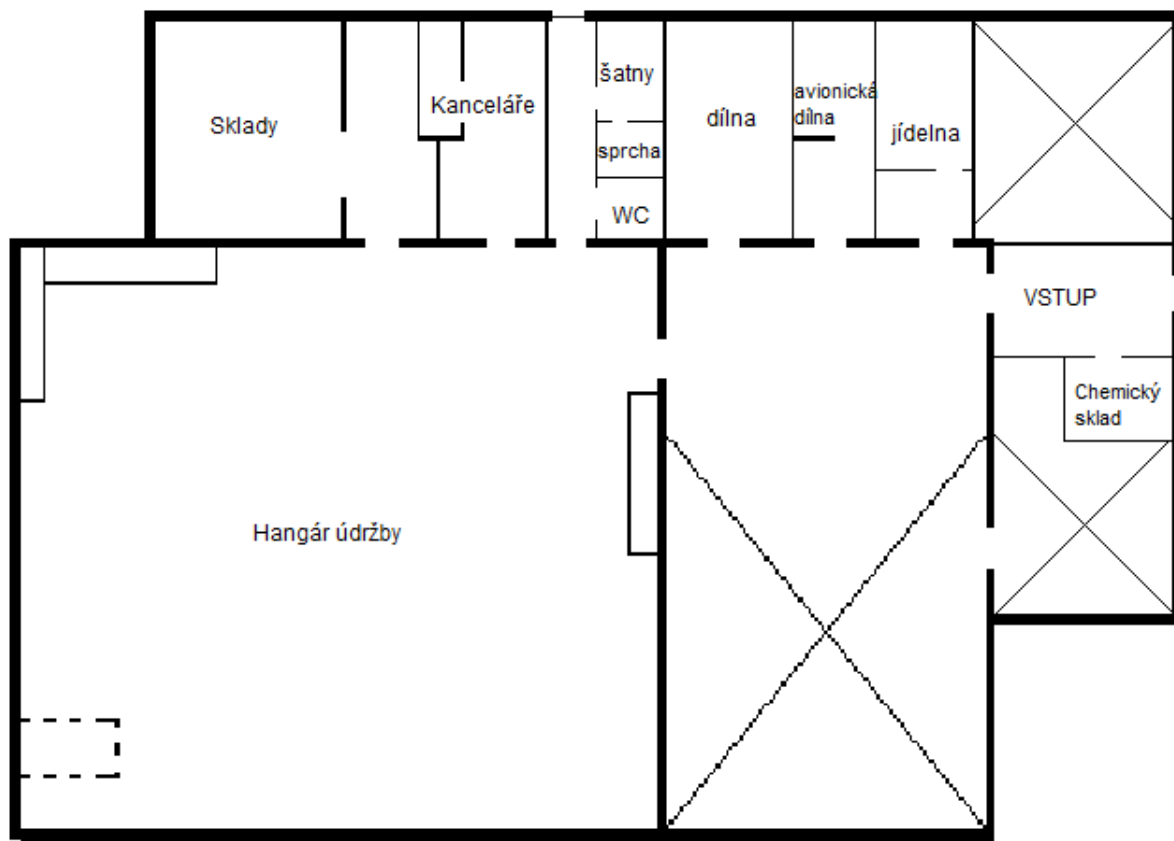 šatny
Kanceláře
avionická
dílna
Sklady
dílna
jídelna
sprcha
WC
VSTUP
Chemický
sklad
Hangár údržby